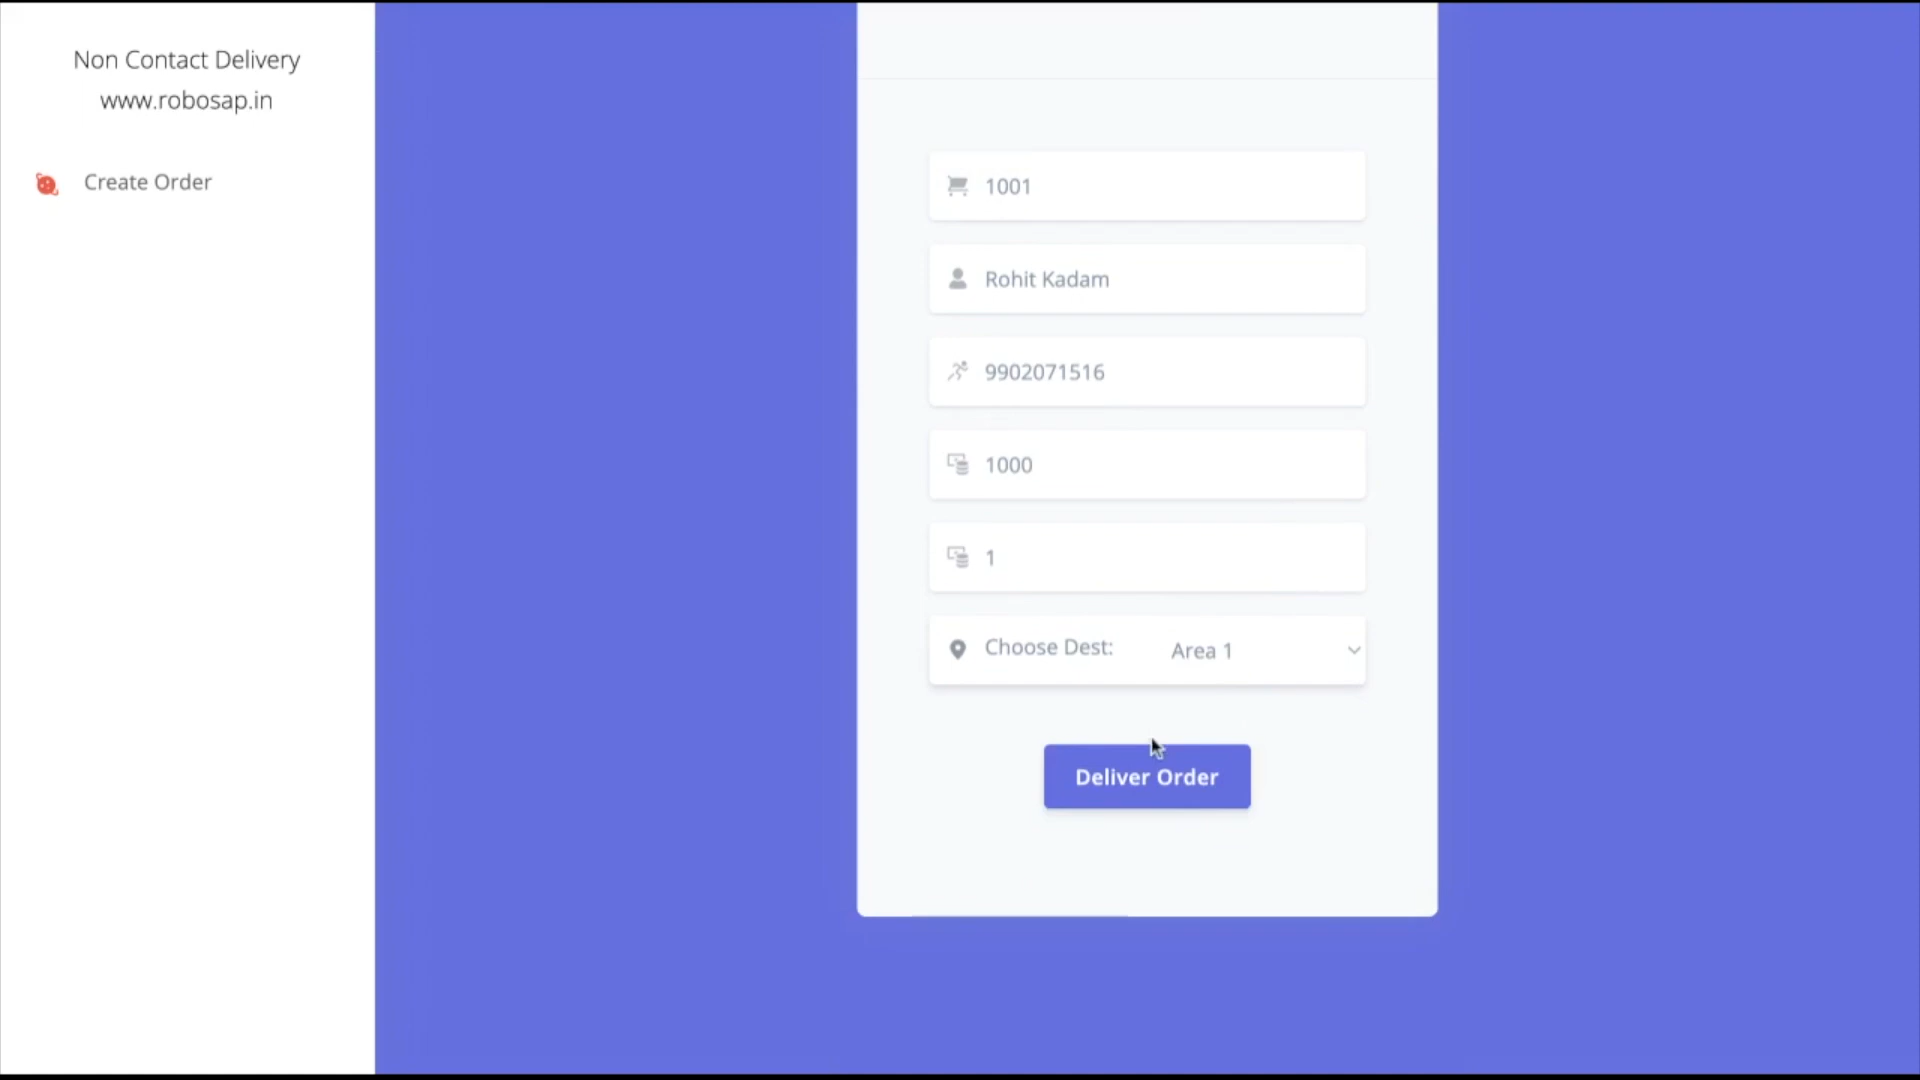 Non Contact Delivery
www.robosap.in
Create Order
1001
Rohit Kadam
9902071516
1000
1
Choose Dest: Area 1
Deliver Order